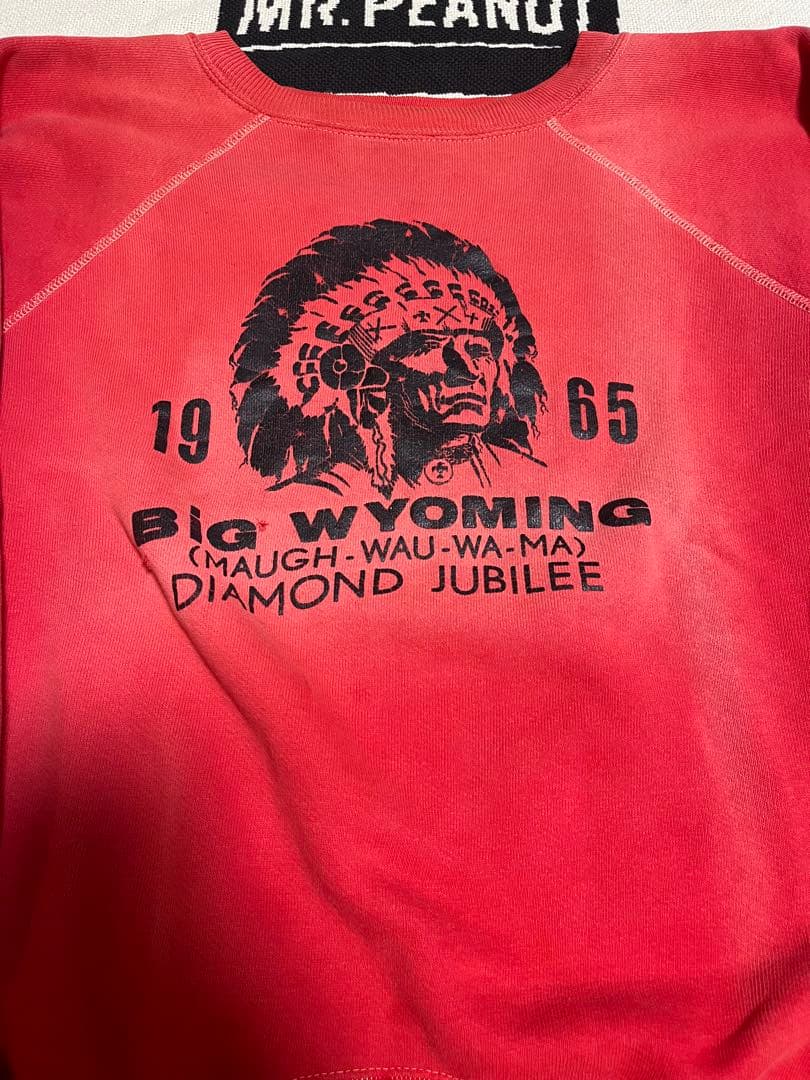 MR. PEANUT
19 65
BiG WYOMING
(MAUGH-WAU-WA-MA)
DIAMOND JUBILEE